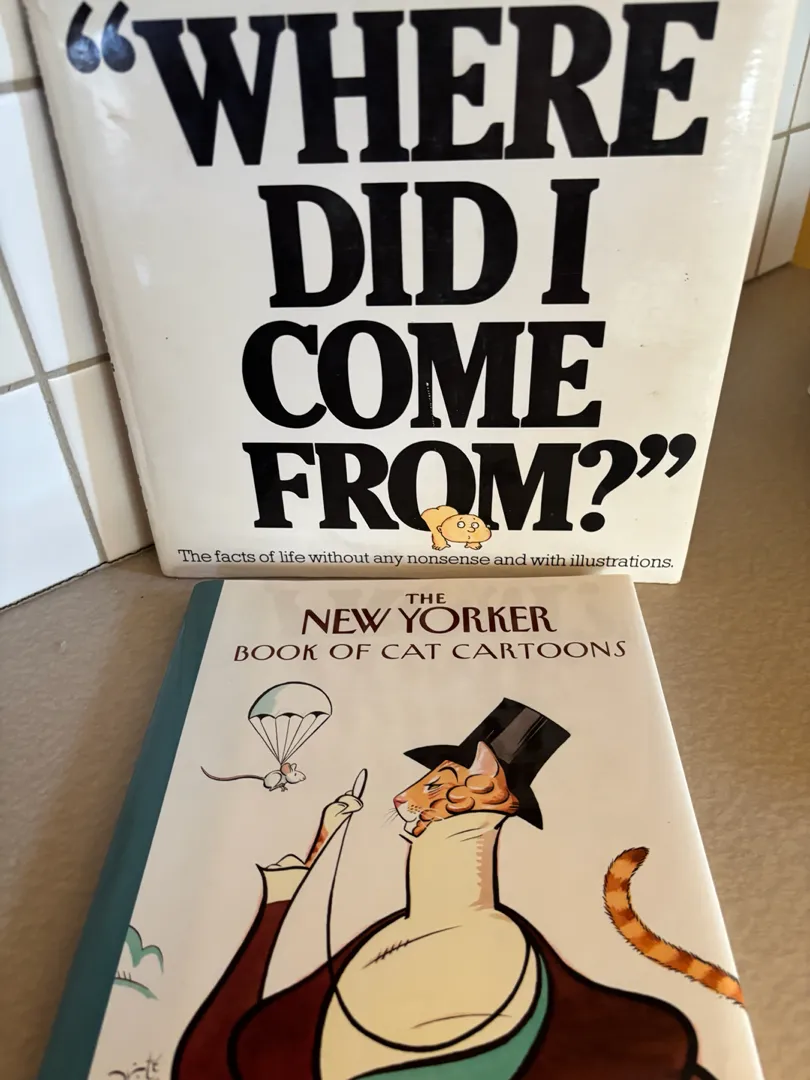 “WHERE
DID I
COME
FROM?”
The facts of life without any nonsense and with illustrations.
THE
NEW YORKER
BOOK OF CAT CARTOONS